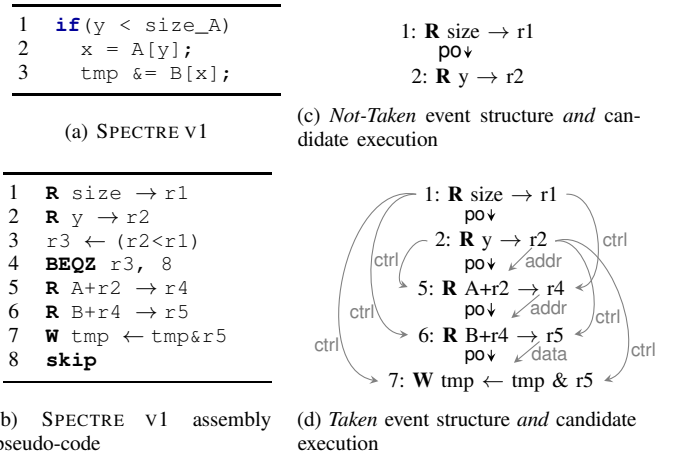 1 if(y < size_A)
2 x = A[y];
3 tmp &= B[x];
(a) SPECTRE V1
1 R size → r1
2 R y → r2
3 r3 ← (r2<r1)
4 BEQZ r3, 8
5 R A+r2 → r4
6 R B+r4 → r5
7 W tmp ← tmp&r5
8 skip
b) SPECTRE V1 assembly
pseudo-code
1: R size → r1
po
2: R y → r2
(c) Not-Taken event structure and can-
didate execution
1: R size → r1
po
2: R y → r2
ctrl
ctrl
po
addr
5: R A+r2 → r4
po
addr
ctrl
ctrl
6: R B+r4 → r5
ctrl
po
data
ctrl
7: W tmp ← tmp & r5
(d) Taken event structure and candidate
execution